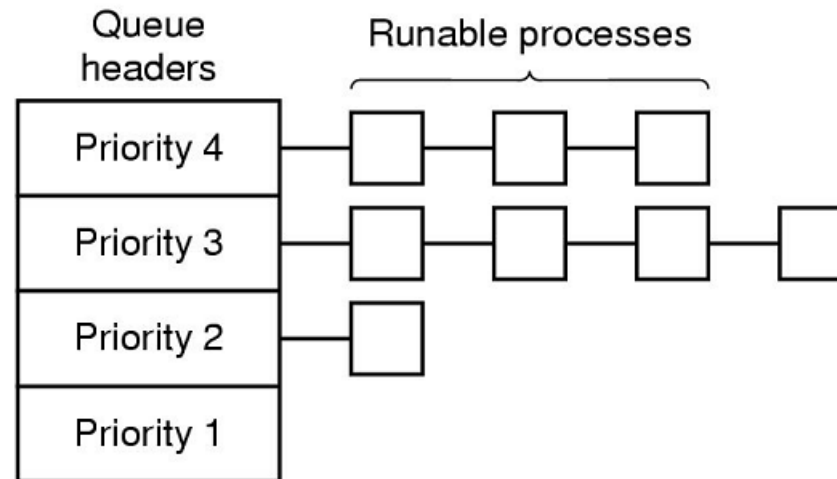 Queue
headers
Runable processes
Priority 4
Priority 3
Priority 2
Priority 1